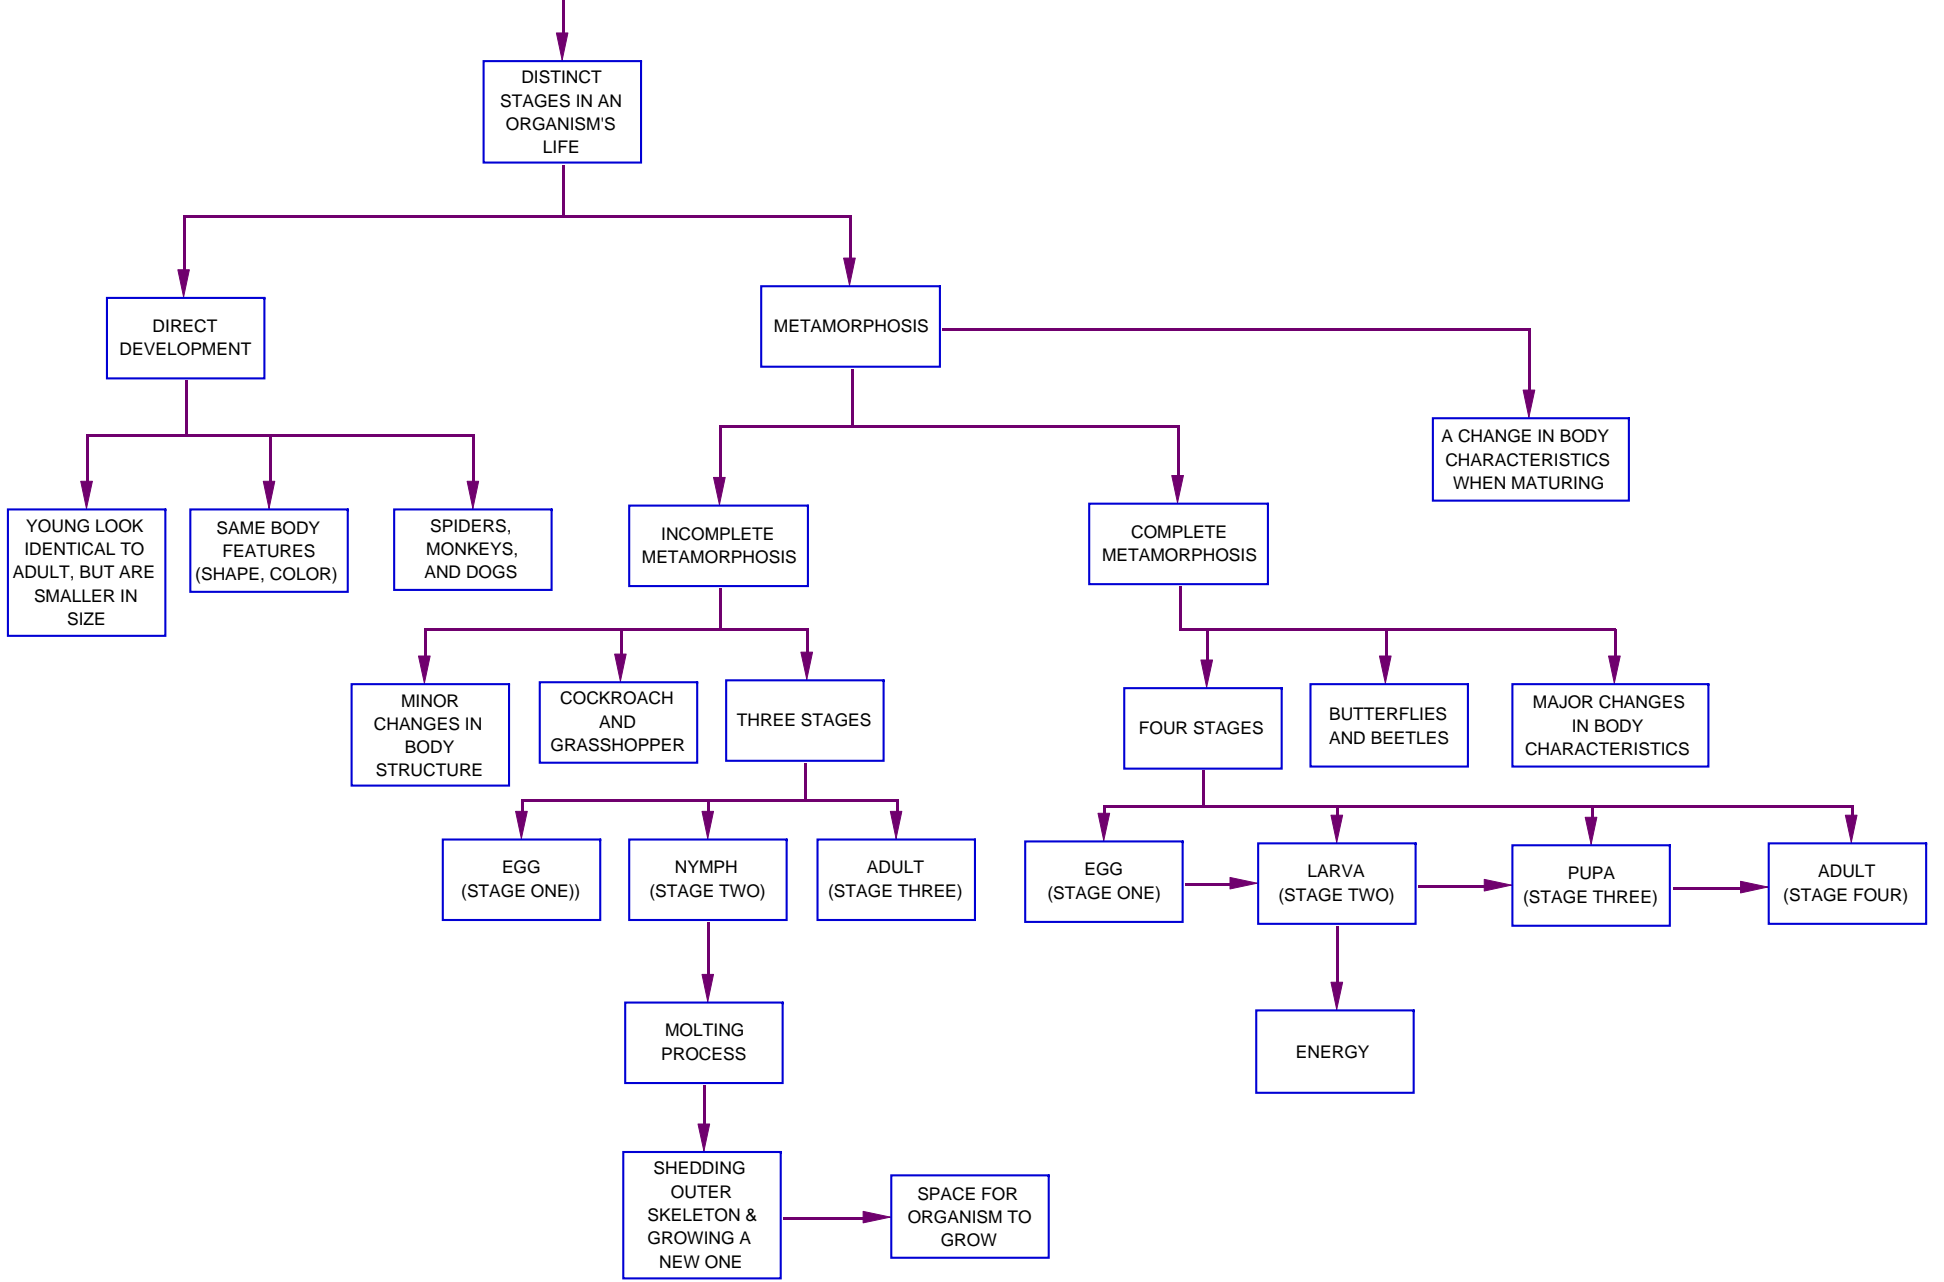 DISTINCT
STAGES IN AN
ORGANISM'S
LIFE
DIRECT
DEVELOPMENT
METAMORPHOSIS
A CHANGE IN BODY
CHARACTERISTICS
WHEN MATURING
YOUNG LOOK
IDENTICAL TO
ADULT, BUT ARE
SMALLER IN
SIZE
SAME BODY
FEATURES
(SHAPE, COLOR)
SPIDERS,
MONKEYS,
AND DOGS
INCOMPLETE
METAMORPHOSIS
COMPLETE
METAMORPHOSIS
MINOR
CHANGES IN
BODY
STRUCTURE
COCKROACH
AND
GRASSHOPPER
THREE STAGES
FOUR STAGES
BUTTERFLIES
AND BEETLES
MAJOR CHANGES
IN BODY
CHARACTERISTICS
EGG
(STAGE ONE))
NYMPH
(STAGE TWO)
ADULT
(STAGE THREE)
EGG
(STAGE ONE)
LARVA
(STAGE TWO)
PUPA
(STAGE THREE)
ADULT
(STAGE FOUR)
MOLTING
PROCESS
ENERGY
SHEDDING
OUTER
SKELETON &
GROWING A
NEW ONE
SPACE FOR
ORGANISM TO
GROW